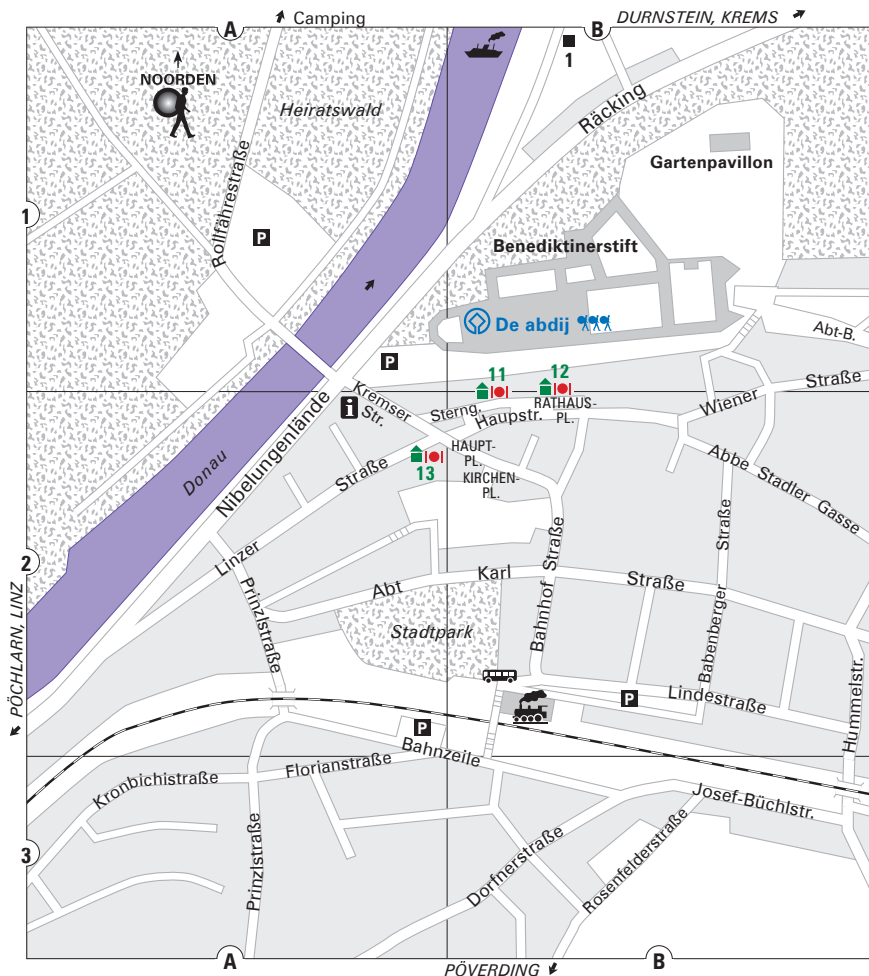 A
Camping
B
DURNSTEIN, KREMS
NOORDEN
1
Heiratswald
Räcking
Gartenpavillon
1
Rollfährestraße
P
Benediktinerstift
De abdij
Abt-B.
P
11
12
i
Kremser
Str.
Sterng.
Haupstr.
RATHAUS-
PL.
Wiener
Straße
HAUPT-
PL.
13
KIRCHEN-
PL.
Donau
Nibelungenlände
Linzer
Straße
Abbe Stadler Gasse
2
Prinzlstraße
Abt
Karl
Straße
Bahnhof Straße
Babenberger
Straße
Stadtpark
PÖCHLARN, LINZ
P
Lindestraße
Hummelstr.
P
Bahnzeile
Kronbichistraße
Florianstraße
Josef-Büchlstr.
3
Prinzlstraße
Dorfnerstraße
Rosenfelderstraße
A
B
PÖVERDING